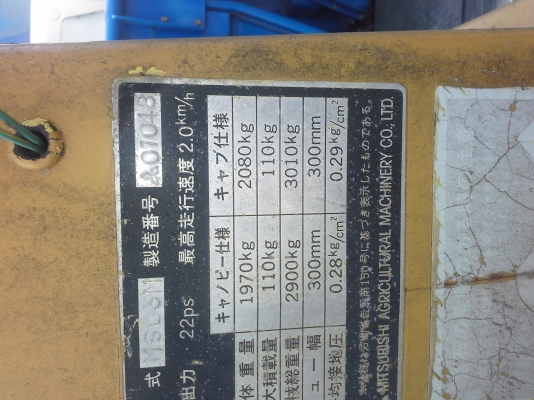 式 製造番号 A01048
出力 22ps 最高走行速度 2.0km/h
キャノピー仕様 キャブ仕様
体重量 1970kg 2080kg
大積載量 110kg 110kg
械総重量 2900kg 3010kg
ュー幅 300mm 300mm
均接地圧 0.28kg/cm² 0.29kg/cm²
号に基づき表示したものである。
MITSUBISHI AGRICULTURAL MACHINERY CO., LTD.